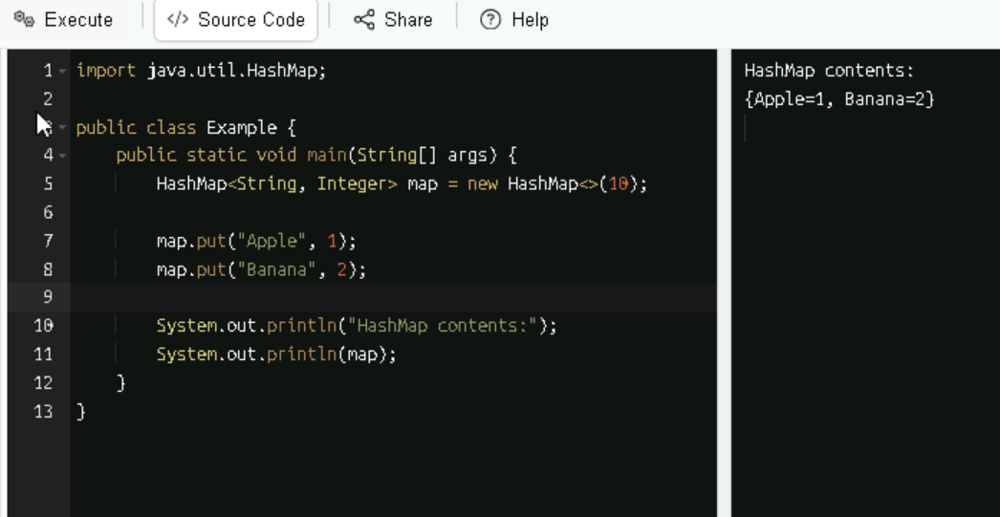 Execute </> Source Code Share Help
1 import java.util.HashMap;
2
3 public class Example {
4     public static void main(String[] args) {
5         HashMap<String, Integer> map = new HashMap<>(10);
6
7         map.put("Apple", 1);
8         map.put("Banana", 2);
9
10         System.out.println("HashMap contents:");
11         System.out.println(map);
12     }
13 }
HashMap contents:
{Apple=1, Banana=2}